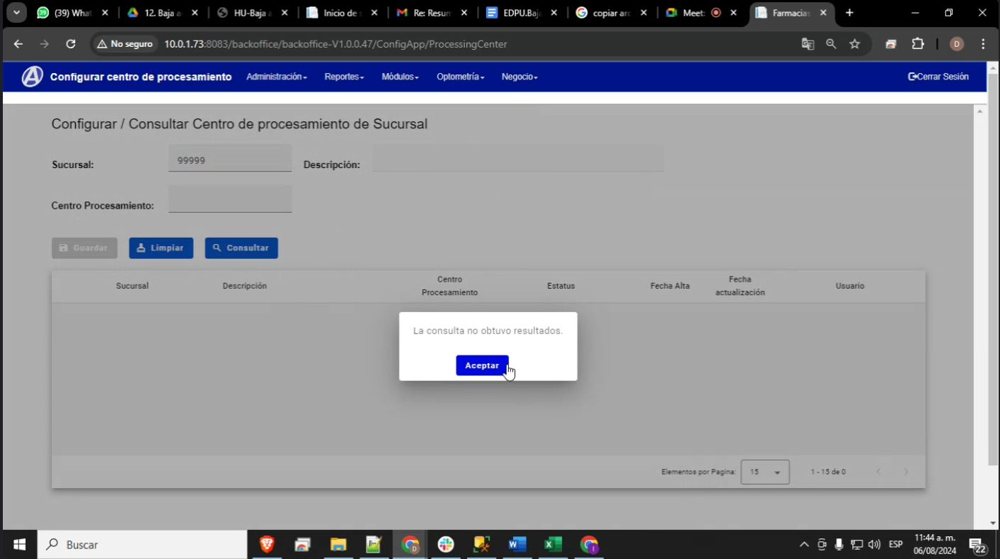 (39) What
12. Baja a
HU-Baja a
Inicio de s
Re: Resum
EDPU.Baja
copiar arc
Meet:
Farmacias
No seguro
10.0.1.73:8083/backoffice/backoffice-V1.0.0.47/ConfigApp/ProcessingCenter
D
Configurar centro de procesamiento
Administración
Reportes
Módulos
Optometría
Negocio
Cerrar Sesión
Configurar / Consultar Centro de procesamiento de Sucursal
Sucursal:
99999
Descripción:
Centro Procesamiento:
Guardar
Limpiar
Consultar
Sucursal
Descripción
Centro
Procesamiento
Estatus
Fecha Alta
Fecha
actualización
Usuario
La consulta no obtuvo resultados.
Aceptar
Elementos por Pagina:
15
1 - 15 de 0
Buscar
ESP
11:44 a. m.
06/08/2024
22